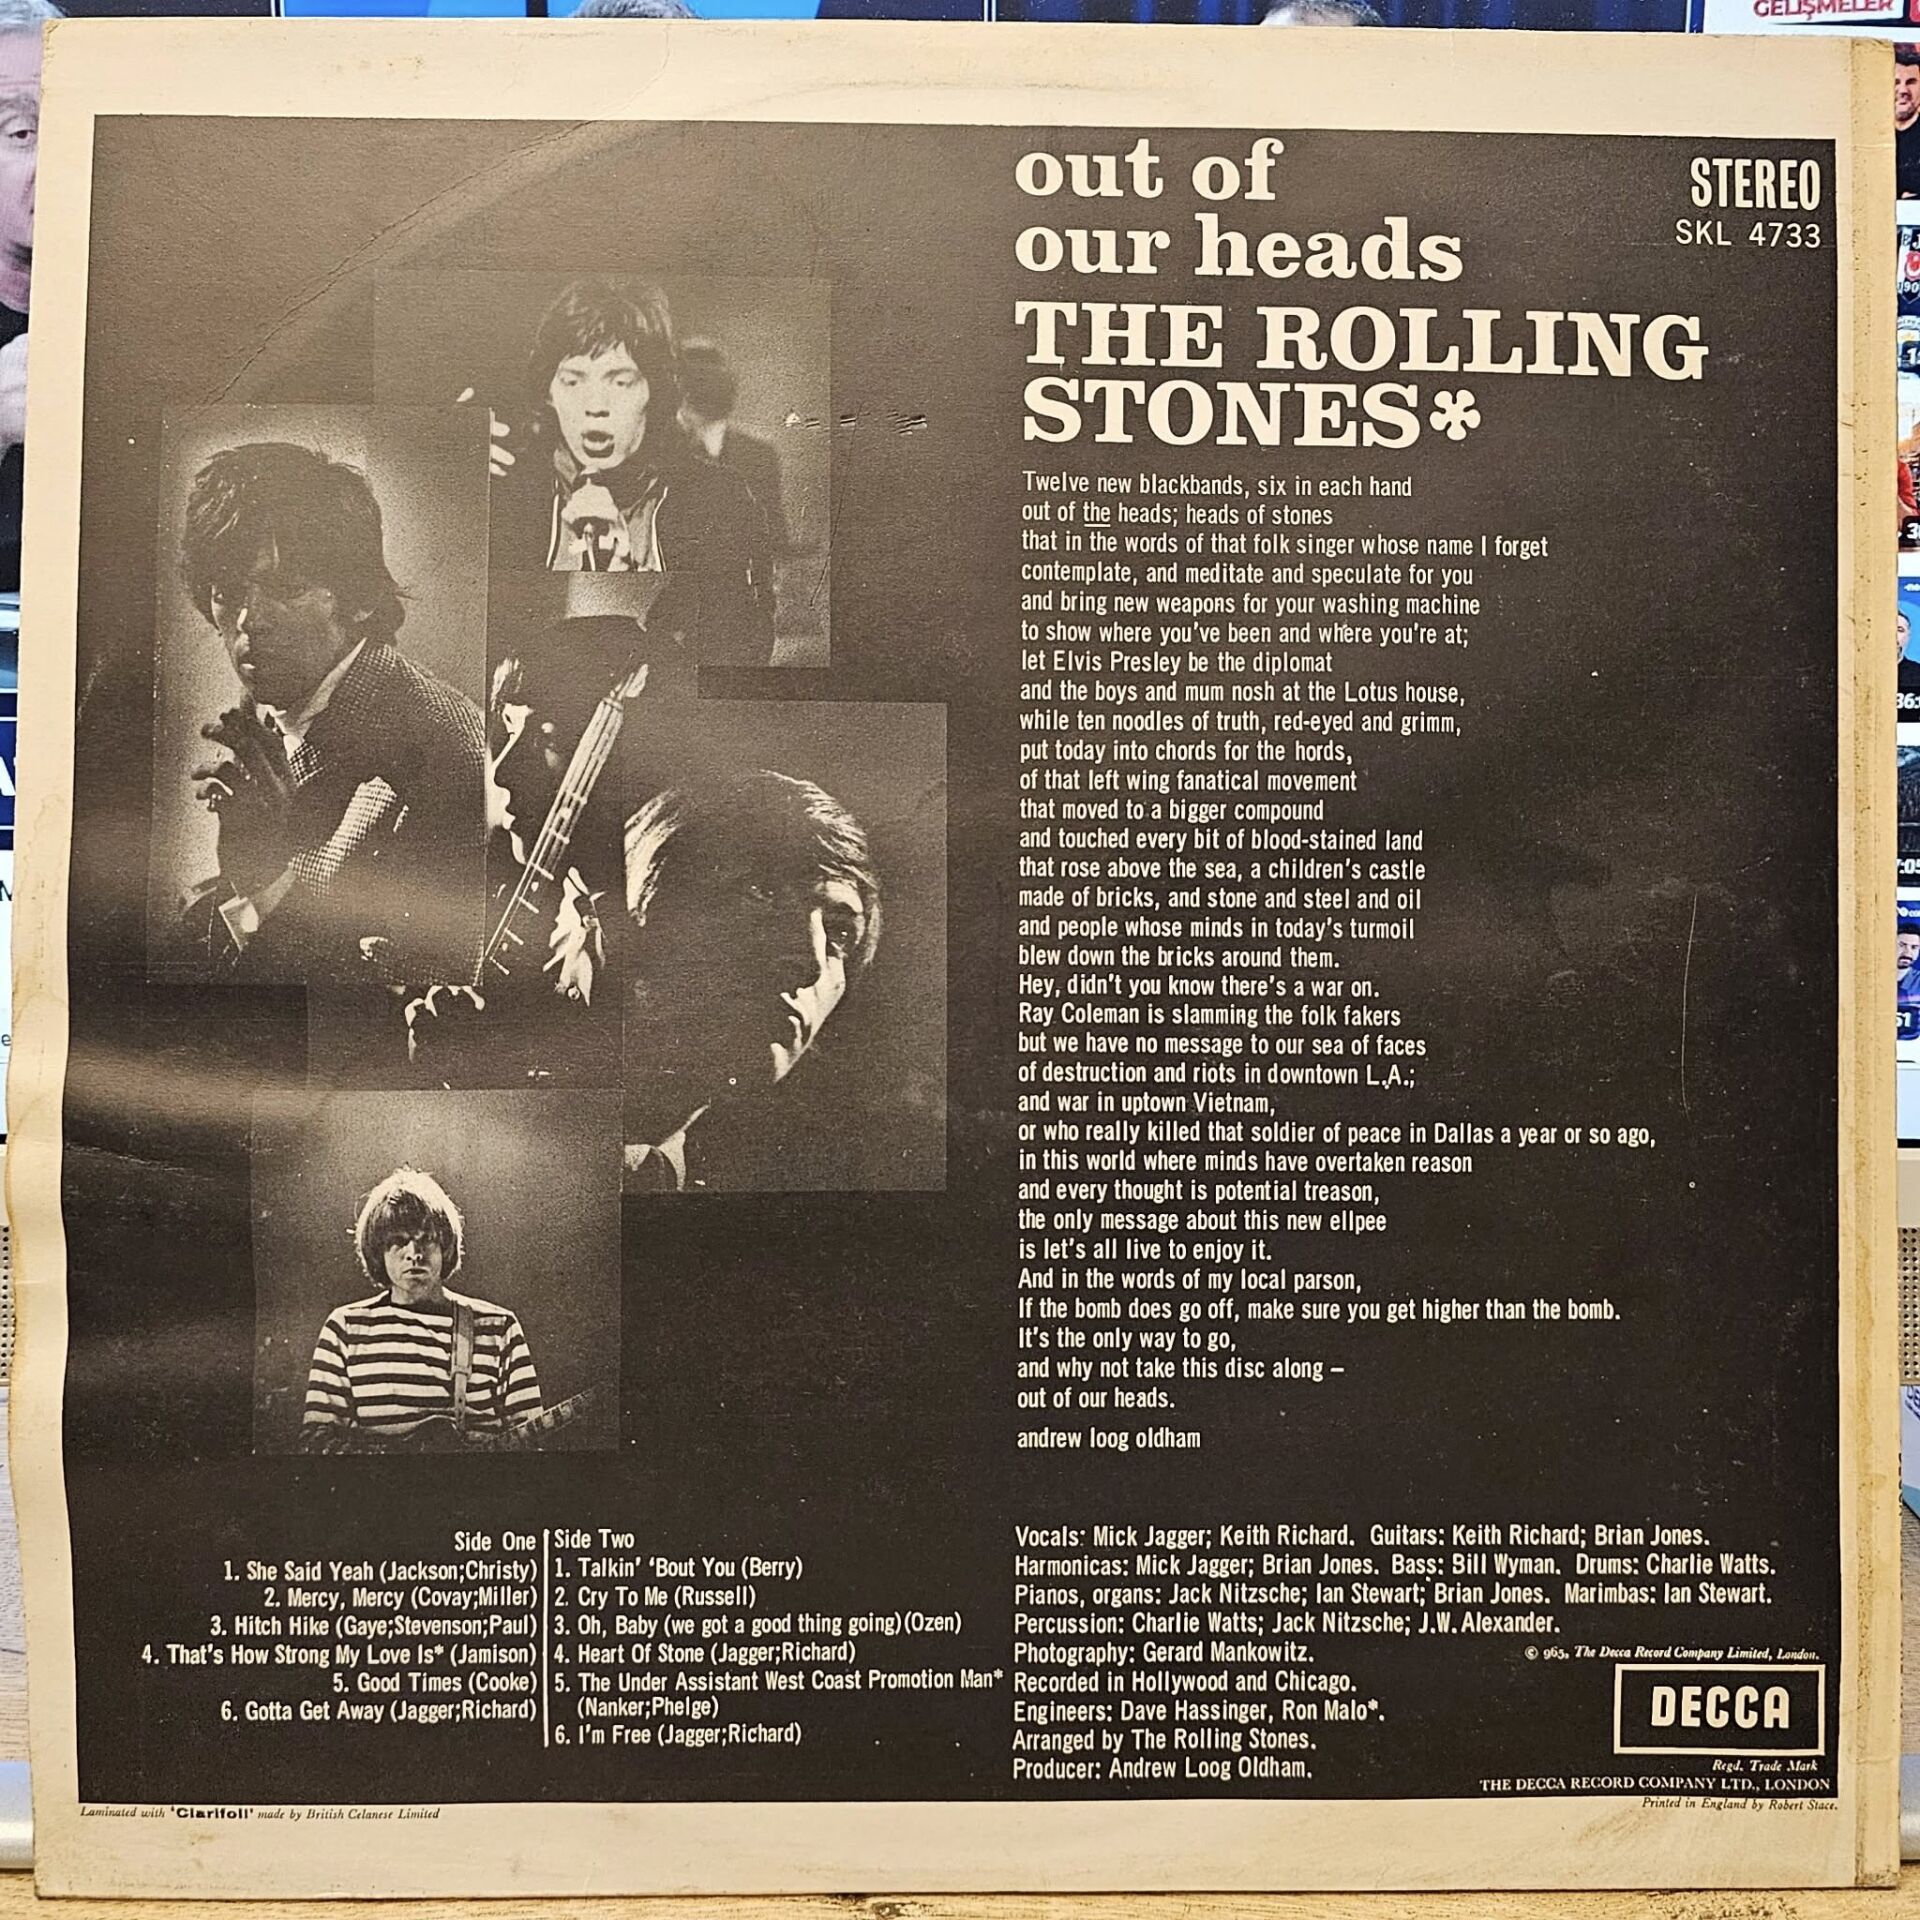 GELİŞMELER
out of
our heads
THE ROLLING
STONES*
STEREO
SKL 4733
Twelve new blackbands, six in each hand
out of the heads; heads of stones
that in the words of that folk singer whose name I forget
contemplate, and meditate and speculate for you
and bring new weapons for your washing machine
to show where you've been and where you're at;
let Elvis Presley be the diplomat
and the boys and mum nosh at the Lotus house,
while ten noodles of truth, red-eyed and grimm,
put today into chords for the hords,
of that left wing fanatical movement
that moved to a bigger compound
and touched every bit of blood-stained land
that rose above the sea, a children's castle
made of bricks, and stone and steel and oil
and people whose minds in today's turmoil
blew down the bricks around them.
Hey, didn't you know there's a war on.
Ray Coleman is slamming the folk fakers
but we have no message to our sea of faces
of destruction and riots in downtown L.A.;
and war in uptown Vietnam,
or who really killed that soldier of peace in Dallas a year or so ago,
in this world where minds have overtaken reason
and every thought is potential treason,
the only message about this new ellpee
is let's all live to enjoy it.
And in the words of my local parson,
If the bomb does go off, make sure you get higher than the bomb.
It's the only way to go,
and why not take this disc along –
out of our heads.
andrew loog oldham
Side One
1. She Said Yeah (Jackson;Christy)
2. Mercy, Mercy (Covay;Miller)
3. Hitch Hike (Gaye;Stevenson;Paul)
4. That's How Strong My Love Is* (Jamison)
5. Good Times (Cooke)
6. Gotta Get Away (Jagger;Richard)
Side Two
1. Talkin' 'Bout You (Berry)
2. Cry To Me (Russell)
3. Oh, Baby (we got a good thing going)(Ozen)
4. Heart Of Stone (Jagger;Richard)
5. The Under Assistant West Coast Promotion Man*
(Nanker;Phelge)
6. I'm Free (Jagger;Richard)
Vocals: Mick Jagger; Keith Richard. Guitars: Keith Richard; Brian Jones.
Harmonicas: Mick Jagger; Brian Jones. Bass: Bill Wyman. Drums: Charlie Watts.
Pianos, organs: Jack Nitzsche; Ian Stewart; Brian Jones. Marimbas: Ian Stewart.
Percussion: Charlie Watts; Jack Nitzsche; J.W. Alexander.
Photography: Gerard Mankowitz.
Recorded in Hollywood and Chicago.
Engineers: Dave Hassinger, Ron Malo*.
Arranged by The Rolling Stones.
Producer: Andrew Loog Oldham.
© 965, The Decca Record Company Limited, London.
DECCA
Regd. Trade Mark
THE DECCA RECORD COMPANY LTD., LONDON
Laminated with 'Clarifoil' made by British Celanese Limited
Printed in England by Robert Stace.